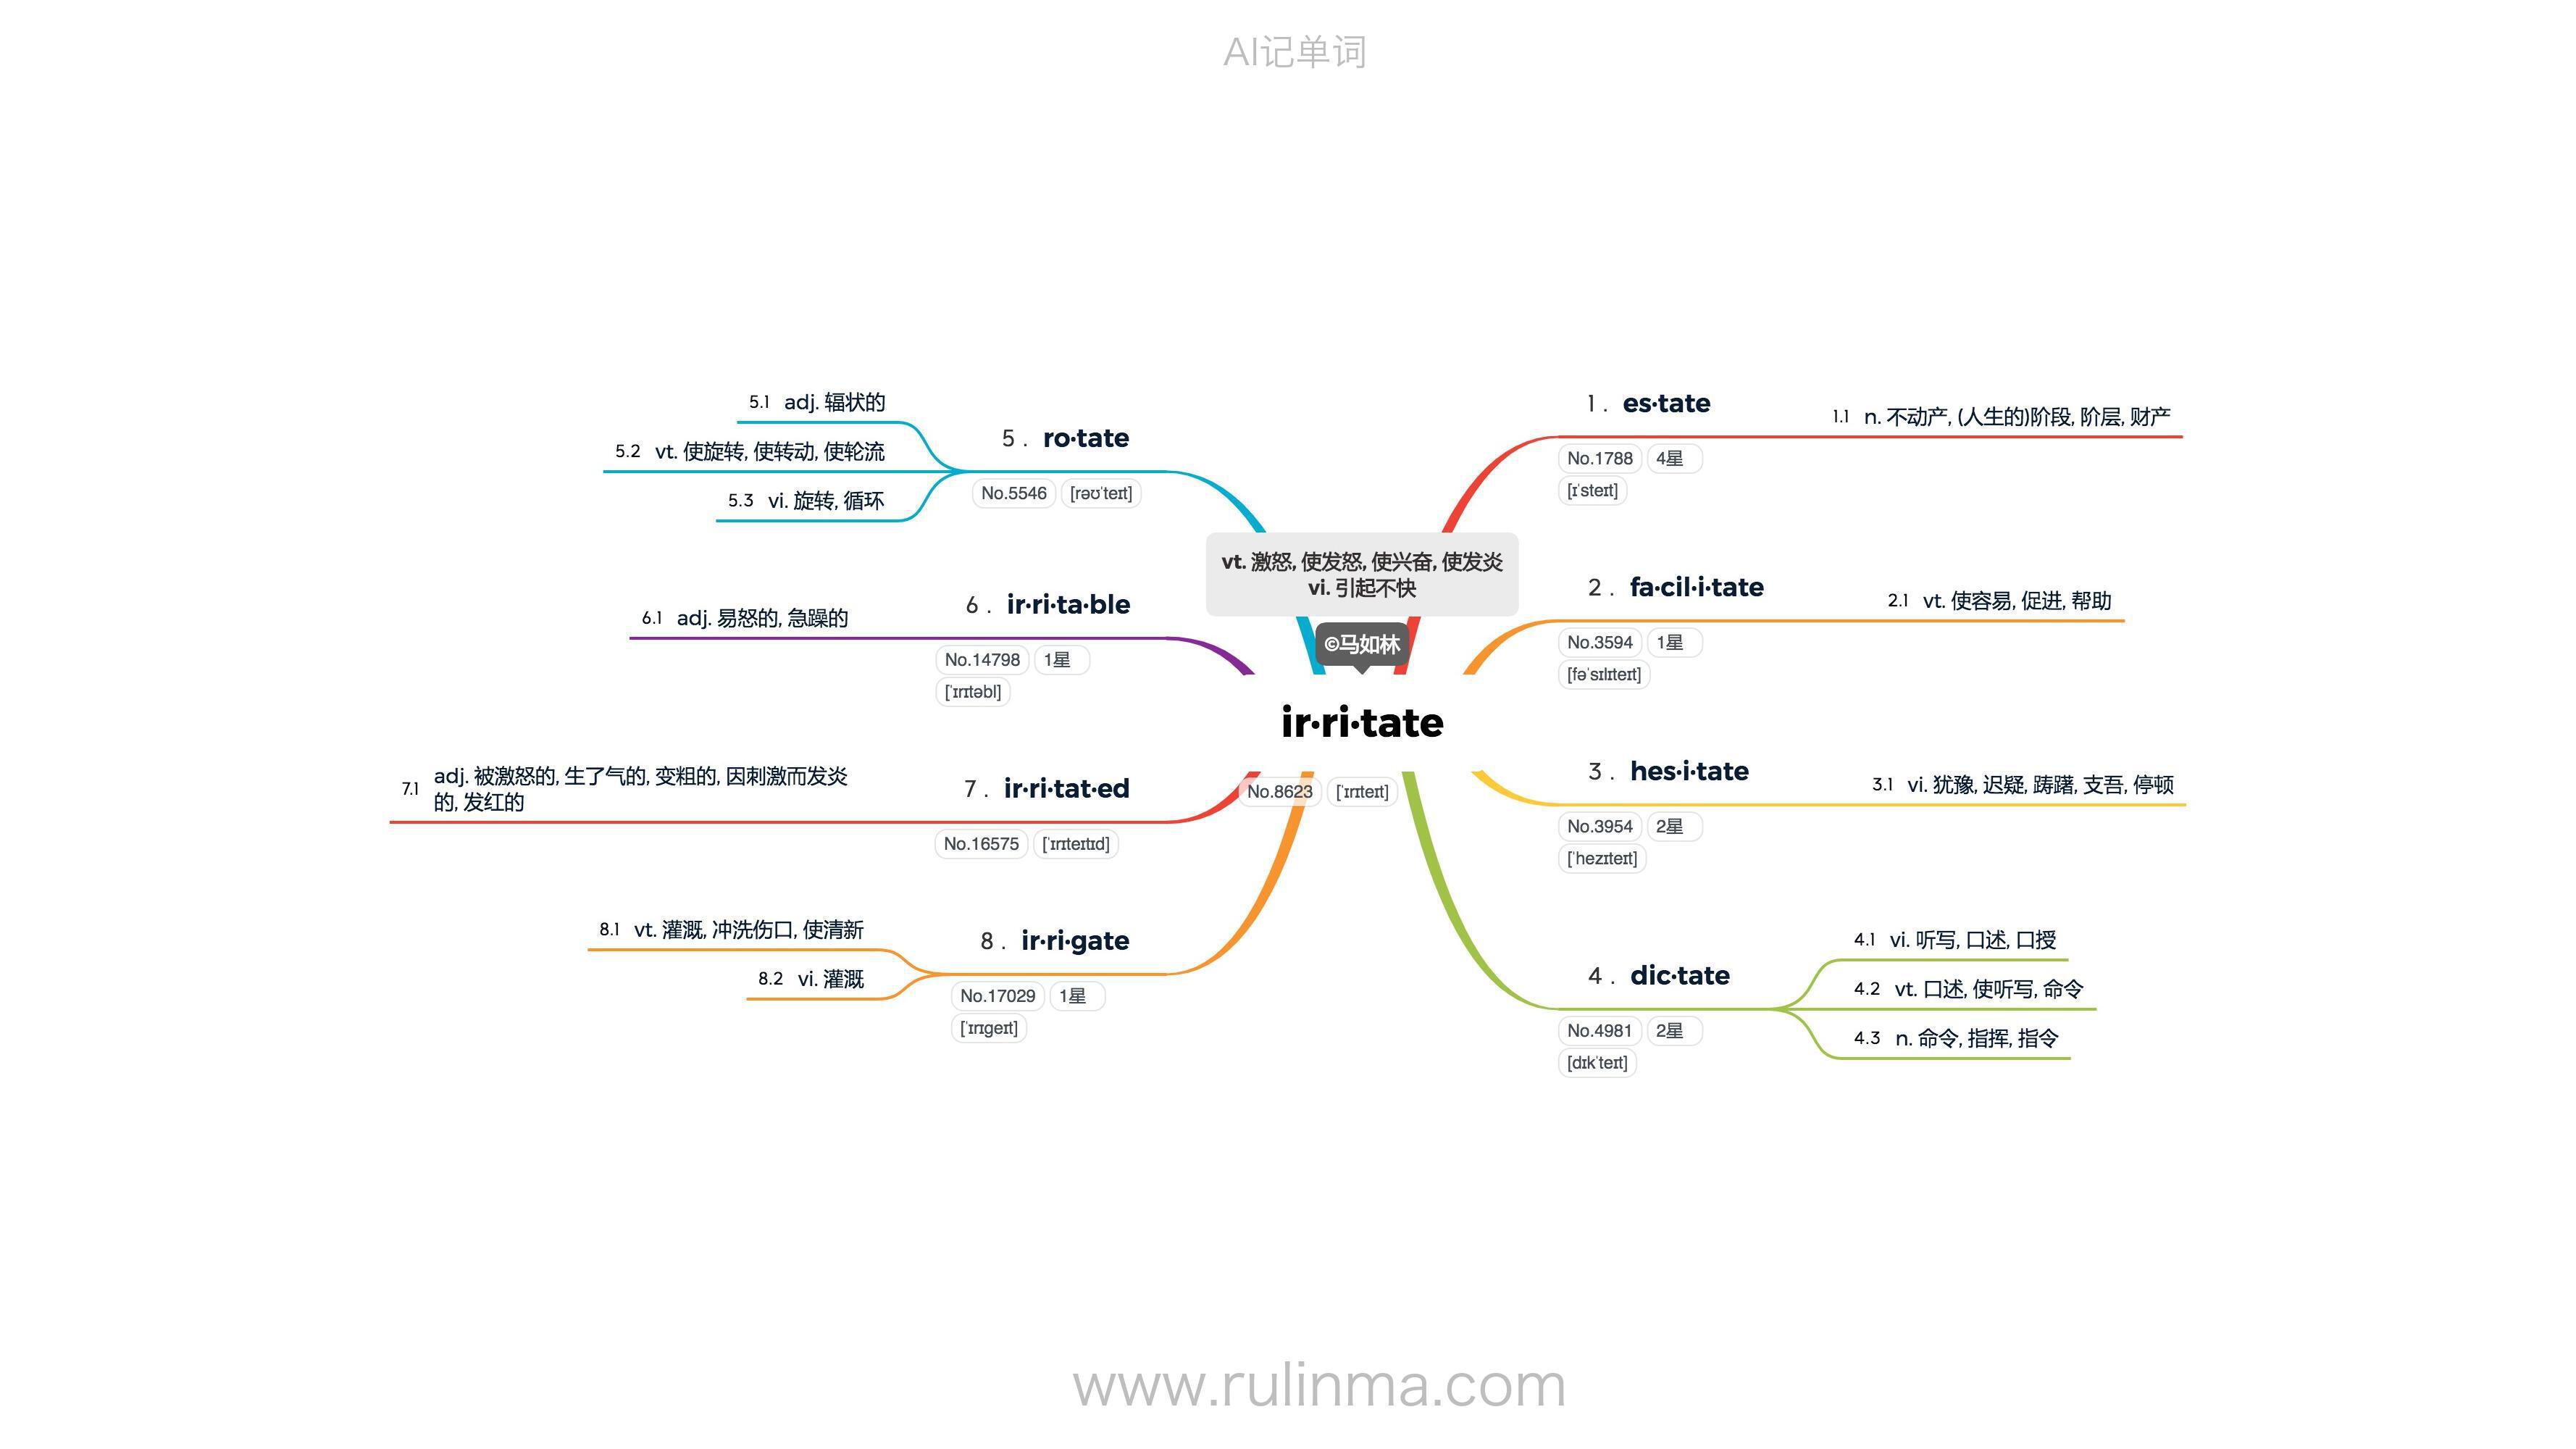 AI记单词
vt. 激怒, 使发怒, 使兴奋, 使发炎
vi. 引起不快
©马如林
ir·ri·tate
No.8623 [ˈɪrɪteɪt]
1 . es·tate
No.1788 4星
[ɪˈsteɪt]
1.1 n. 不动产, (人生的)阶段, 阶层, 财产
2 . fa·cil·i·tate
No.3594 1星
[fəˈsɪlɪteɪt]
2.1 vt. 使容易, 促进, 帮助
3 . hes·i·tate
No.3954 2星
[ˈhezɪteɪt]
3.1 vi. 犹豫, 迟疑, 踌躇, 支吾, 停顿
4 . dic·tate
No.4981 2星
[dɪkˈteɪt]
4.1 vi. 听写, 口述, 口授
4.2 vt. 口述, 使听写, 命令
4.3 n. 命令, 指挥, 指令
5 . ro·tate
No.5546 [rəʊˈteɪt]
5.1 adj. 辐状的
5.2 vt. 使旋转, 使转动, 使轮流
5.3 vi. 旋转, 循环
6 . ir·ri·ta·ble
No.14798 1星
[ˈɪrɪtəbl]
6.1 adj. 易怒的, 急躁的
7 . ir·ri·tat·ed
No.16575 [ˈɪrɪteɪtɪd]
7.1 adj. 被激怒的, 生了气的, 变粗的, 因刺激而发炎
的, 发红的
8 . ir·ri·gate
No.17029 1星
[ˈɪrɪgeɪt]
8.1 vt. 灌溉, 冲洗伤口, 使清新
8.2 vi. 灌溉
www.rulinma.com